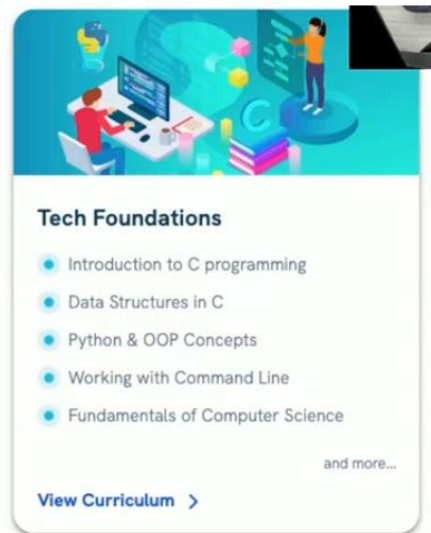 C
Tech Foundations
Introduction to C programming
Data Structures in C
Python & OOP Concepts
Working with Command Line
Fundamentals of Computer Science
and more...
View Curriculum